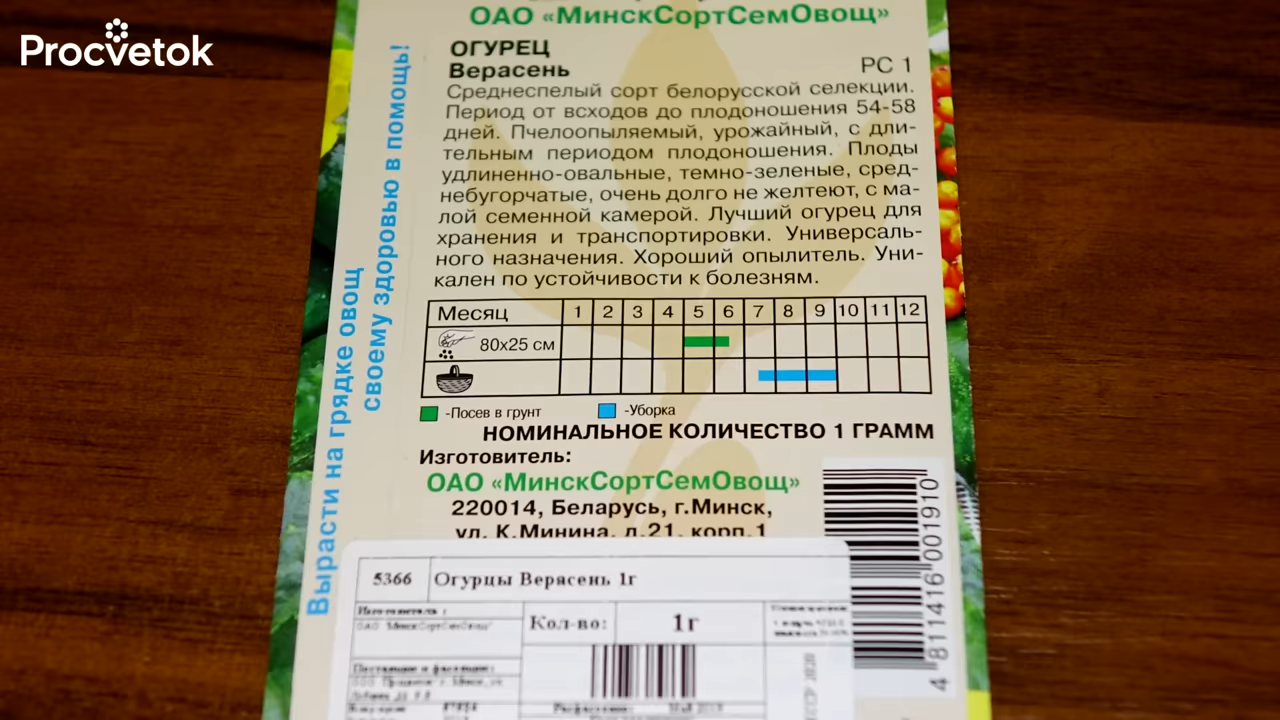 Procvetok
ОАО «МинскСортСемОвощ»
ОГУРЕЦ
Верасень РС 1
Среднеспелый сорт белорусской селекции.
Период от всходов до плодоношения 54-58
дней. Пчелоопыляемый, урожайный, с дли-
тельным периодом плодоношения. Плоды
удлиненно-овальные, темно-зеленые, сред-
небугорчатые, очень долго не желтеют, с ма-
лой семенной камерой. Лучший огурец для
хранения и транспортировки. Универсаль-
ного назначения. Хороший опылитель. Уни-
кален по устойчивости к болезням.
Месяц 1 2 3 4 5 6 7 8 9 10 11 12
80х25 см
-Посев в грунт -Уборка
НОМИНАЛЬНОЕ КОЛИЧЕСТВО 1 ГРАММ
Изготовитель:
ОАО «МинскСортСемОвощ»
220014, Беларусь, г.Минск,
ул. К.Минина, д.21, корп.1
Вырасти на грядке овощ
своему здоровью в помощь!
4 811416 001910
5366 Огурцы Верасень 1г
Изготовитель:
ОАО "МинскСортСемОвощ"
Кол-во: 1г